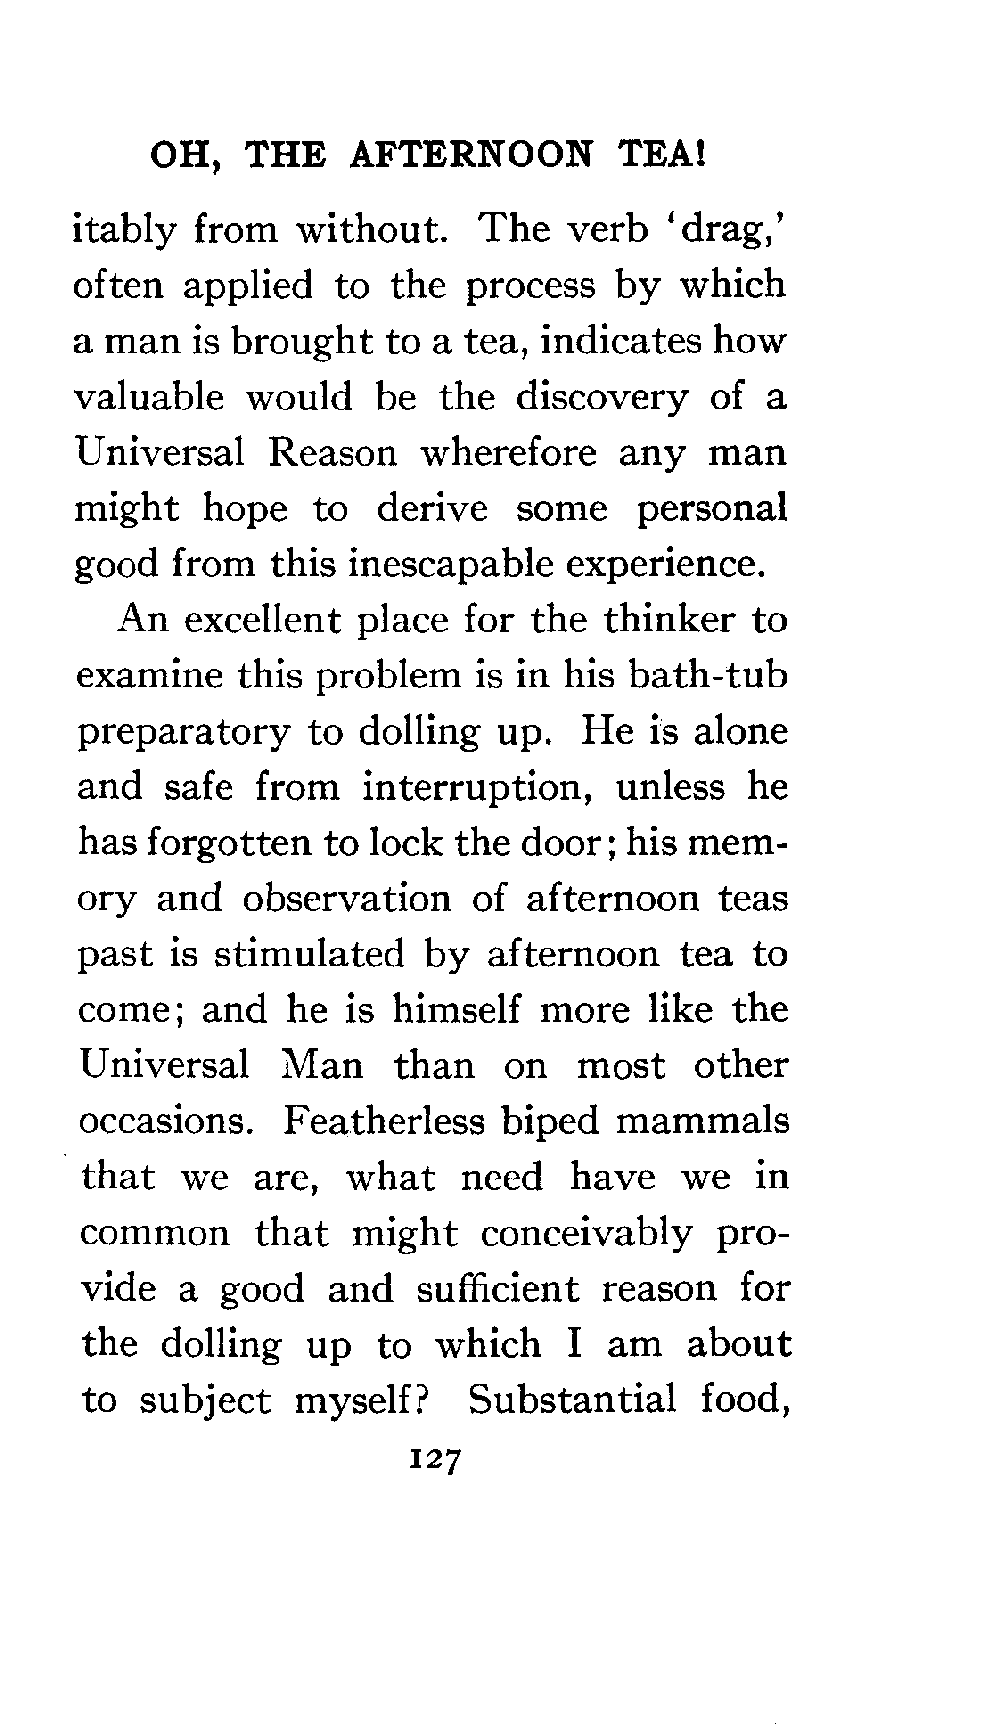 OH, THE AFTERNOON TEA!
itably from without. The verb ‘drag,’
often applied to the process by which
a man is brought to a tea, indicates how
valuable would be the discovery of a
Universal Reason wherefore any man
might hope to derive some personal
good from this inescapable experience.
An excellent place for the thinker to
examine this problem is in his bath-tub
preparatory to dolling up. He is alone
and safe from interruption, unless he
has forgotten to lock the door; his mem-
ory and observation of afternoon teas
past is stimulated by afternoon tea to
come; and he is himself more like the
Universal Man than on most other
occasions. Featherless biped mammals
that we are, what need have we in
common that might conceivably pro-
vide a good and sufficient reason for
the dolling up to which I am about
to subject myself? Substantial food,
127